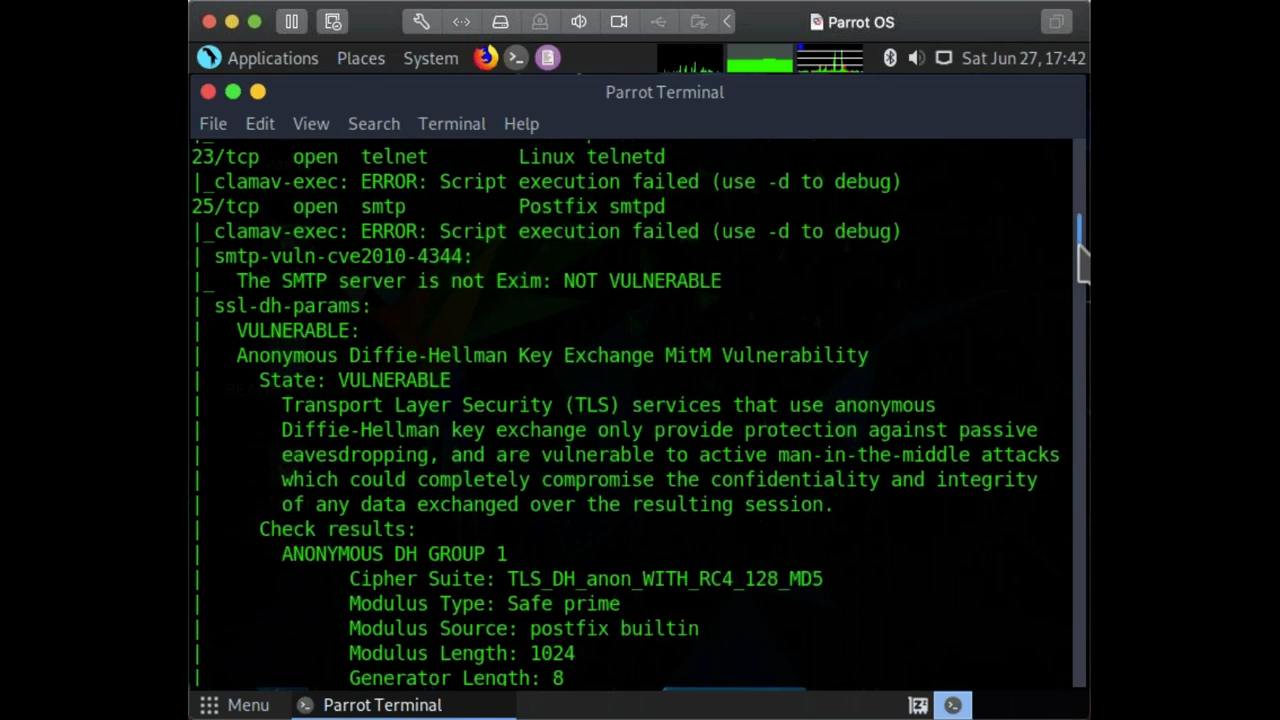 Parrot OS
Applications Places System Sat Jun 27, 17:42
Parrot Terminal
File Edit View Search Terminal Help
|_
23/tcp open telnet Linux telnetd
|_clamav-exec: ERROR: Script execution failed (use -d to debug)
25/tcp open smtp Postfix smtpd
|_clamav-exec: ERROR: Script execution failed (use -d to debug)
| smtp-vuln-cve2010-4344:
|_ The SMTP server is not Exim: NOT VULNERABLE
| ssl-dh-params:
| VULNERABLE:
| Anonymous Diffie-Hellman Key Exchange MitM Vulnerability
| State: VULNERABLE
| Transport Layer Security (TLS) services that use anonymous
| Diffie-Hellman key exchange only provide protection against passive
| eavesdropping, and are vulnerable to active man-in-the-middle attacks
| which could completely compromise the confidentiality and integrity
| of any data exchanged over the resulting session.
| Check results:
| ANONYMOUS DH GROUP 1
| Cipher Suite: TLS_DH_anon_WITH_RC4_128_MD5
| Modulus Type: Safe prime
| Modulus Source: postfix builtin
| Modulus Length: 1024
| Generator Length: 8
Menu Parrot Terminal